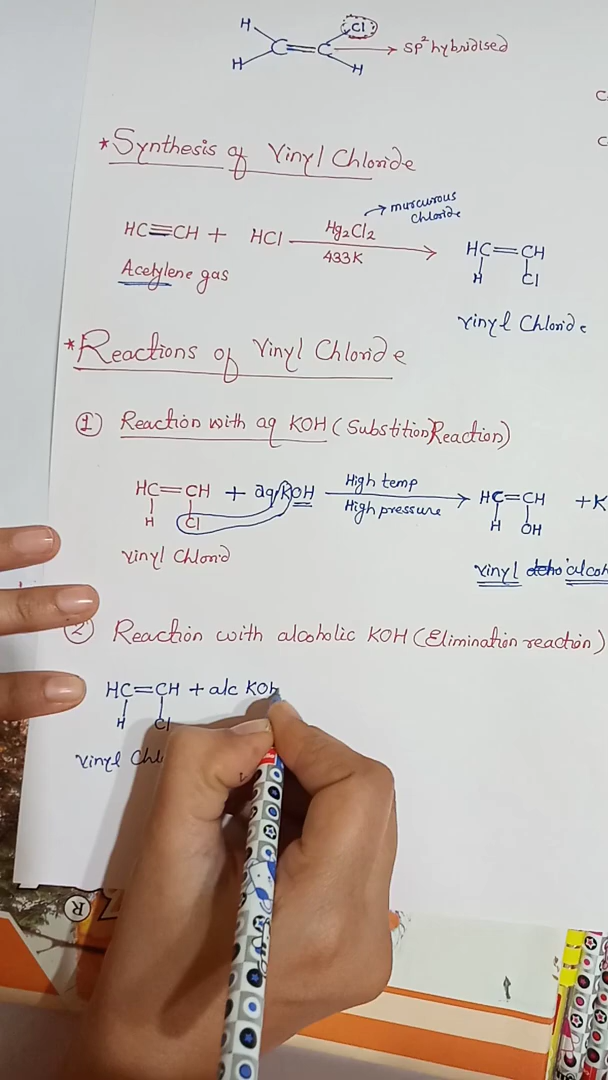 H
Cl
C=C → SP² hybridised
H
H
C
C
*Synthesis of Vinyl Chloride
→ murcurous chloride
HC≡CH + HCl Hg2Cl2 433K → HC=CH
H Cl
Acetylene gas
Vinyl Chloride
*Reactions of Vinyl Chloride
① Reaction with aq KOH (Substition Reaction)
HC=CH + aq KOH High temp High pressure → HC=CH + K
H Cl H OH
Vinyl Chlorid
vinyl alcoh
② Reaction with alcoholic KOH (Elimination reaction)
HC=CH + alc KOH
H Cl
Vinyl Chl
R